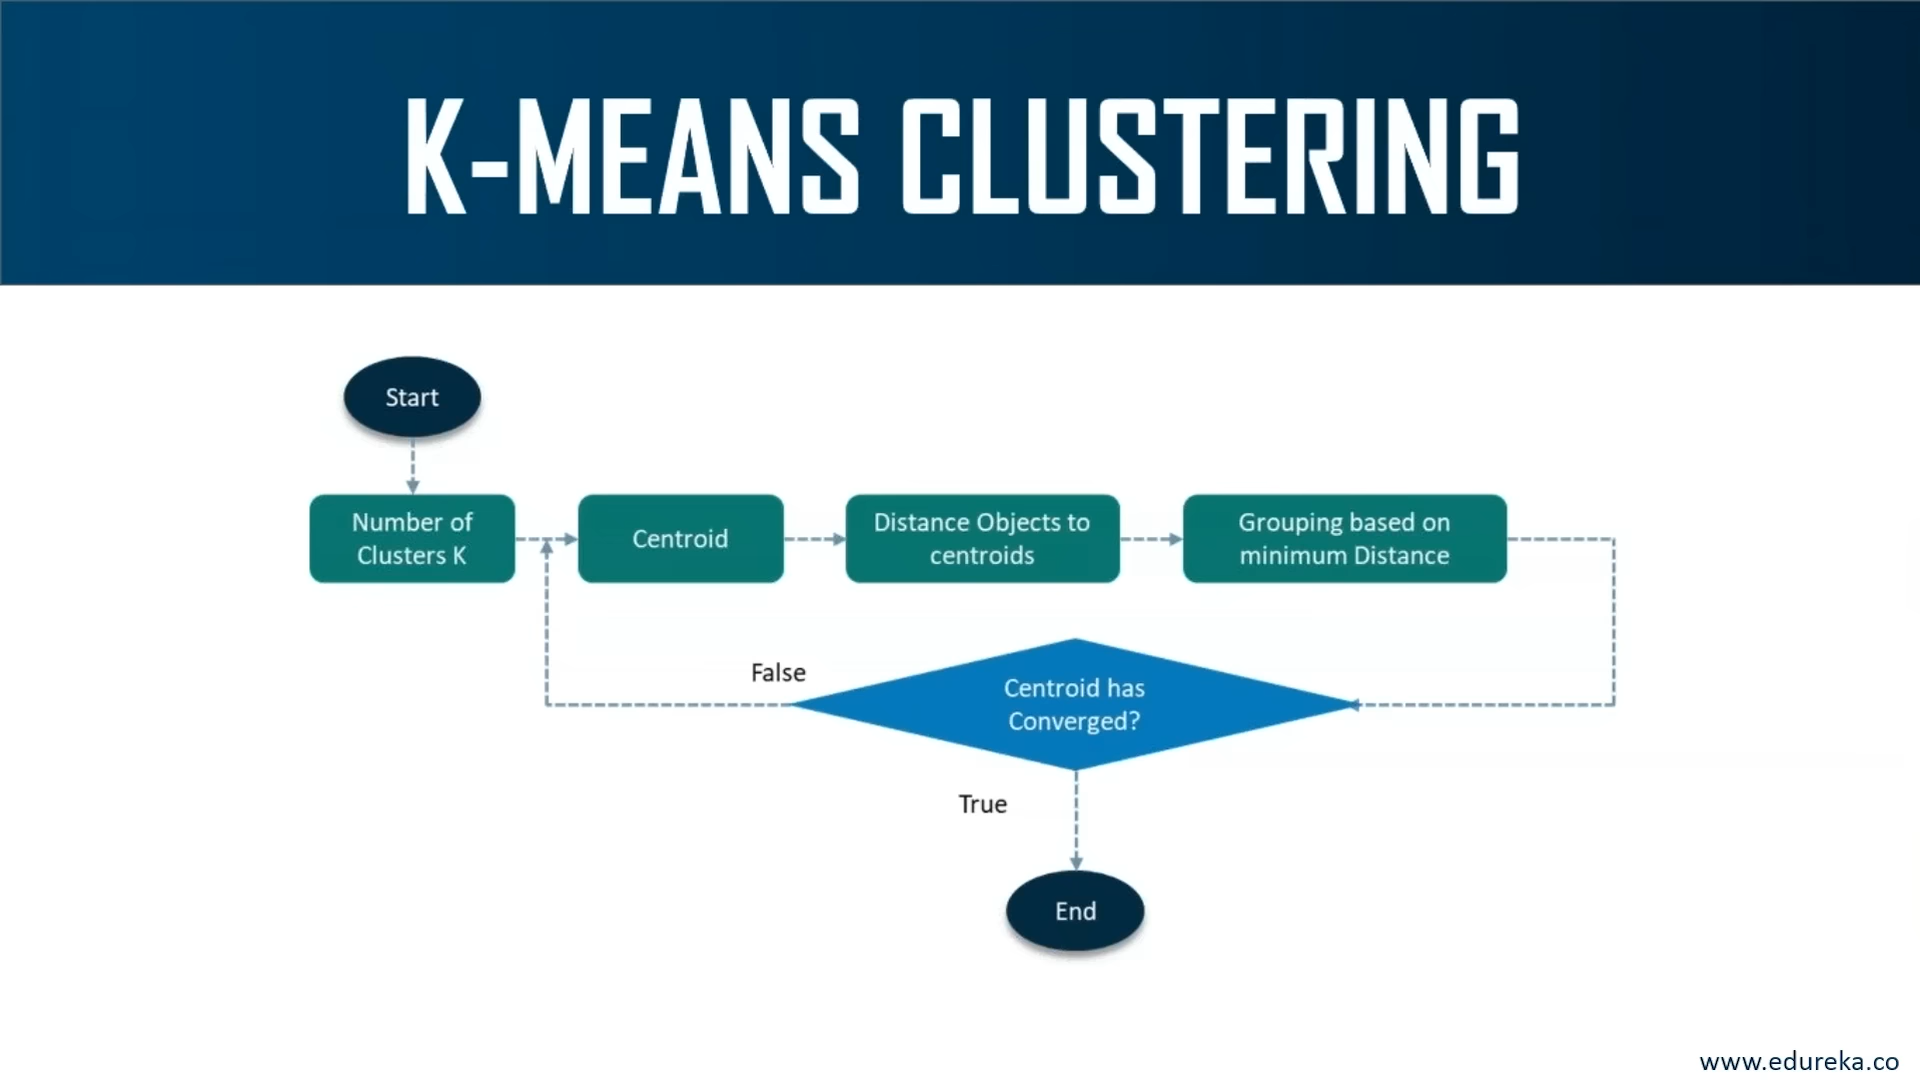 K-MEANS CLUSTERING
Start
Number of
Clusters K
Centroid
Distance Objects to
centroids
Grouping based on
minimum Distance
False
Centroid has
Converged?
True
End
www.edureka.co